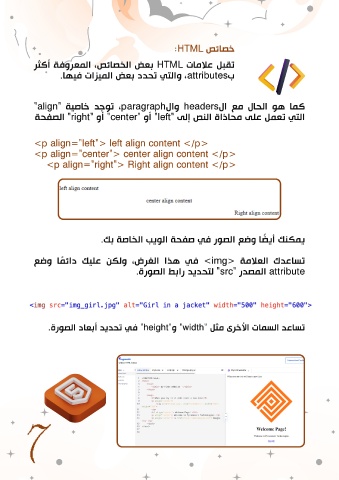 خصائص HTML:
تقبل علامات HTML بعض الخصائص، المعروفة أكثر
بattributes، والتي تحدد بعض الميزات فيها.
كما هو الحال مع الheaders والparagraph، توجد خاصية "align"
التي تعمل على محاذاة النص إلى "left" أو "center" أو "right" الصفحة
<p align="left"> left align content </p>
<p align="center"> center align content </p>
<p align="right"> Right align content </p>
left align content
center align content
Right align content
يمكنك أيضًا وضع الصور في صفحة الويب الخاصة بك.
تساعدك العلامة <img> في هذا الغرض، ولكن عليك دائمًا وضع
attribute المصدر "src" لتحديد رابط الصورة.
<img src="img_girl.jpg" alt="Girl in a jacket" width="500" height="600">
تساعد السمات الأخرى مثل "width" و"height" في تحديد أبعاد الصورة.
Welcome Page!
7